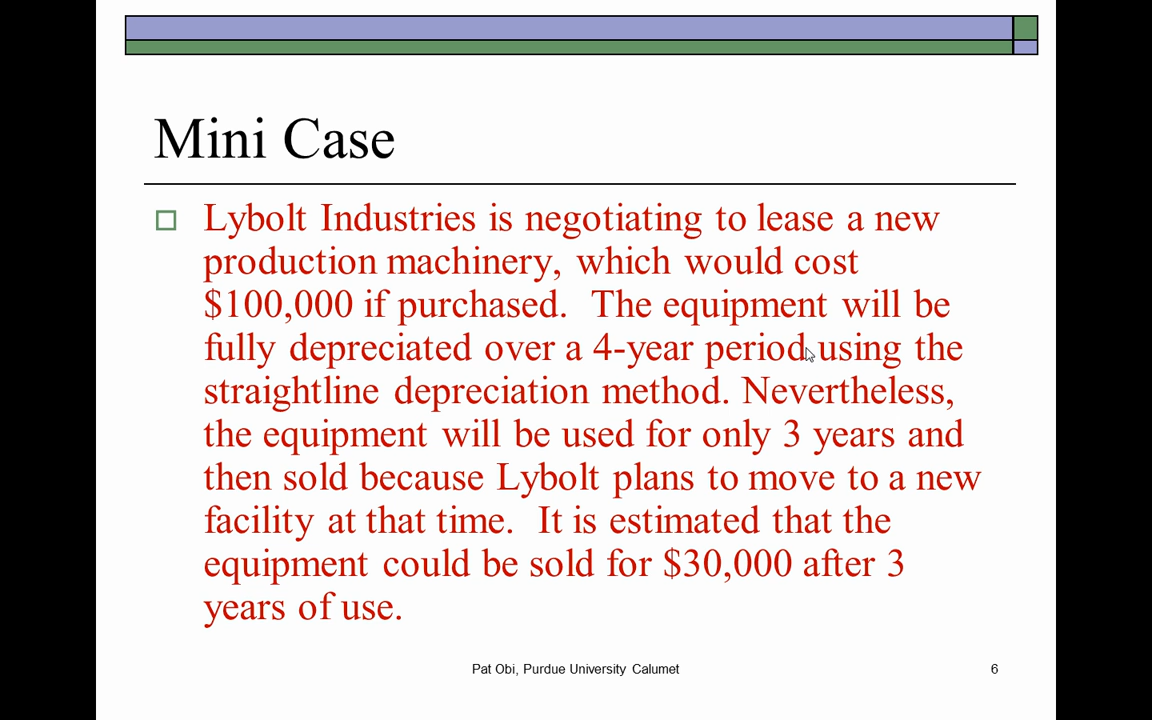 Mini Case
Lybolt Industries is negotiating to lease a new
production machinery, which would cost
$100,000 if purchased.  The equipment will be
fully depreciated over a 4-year period using the
straightline depreciation method. Nevertheless,
the equipment will be used for only 3 years and
then sold because Lybolt plans to move to a new
facility at that time.  It is estimated that the
equipment could be sold for $30,000 after 3
years of use.
Pat Obi, Purdue University Calumet
6